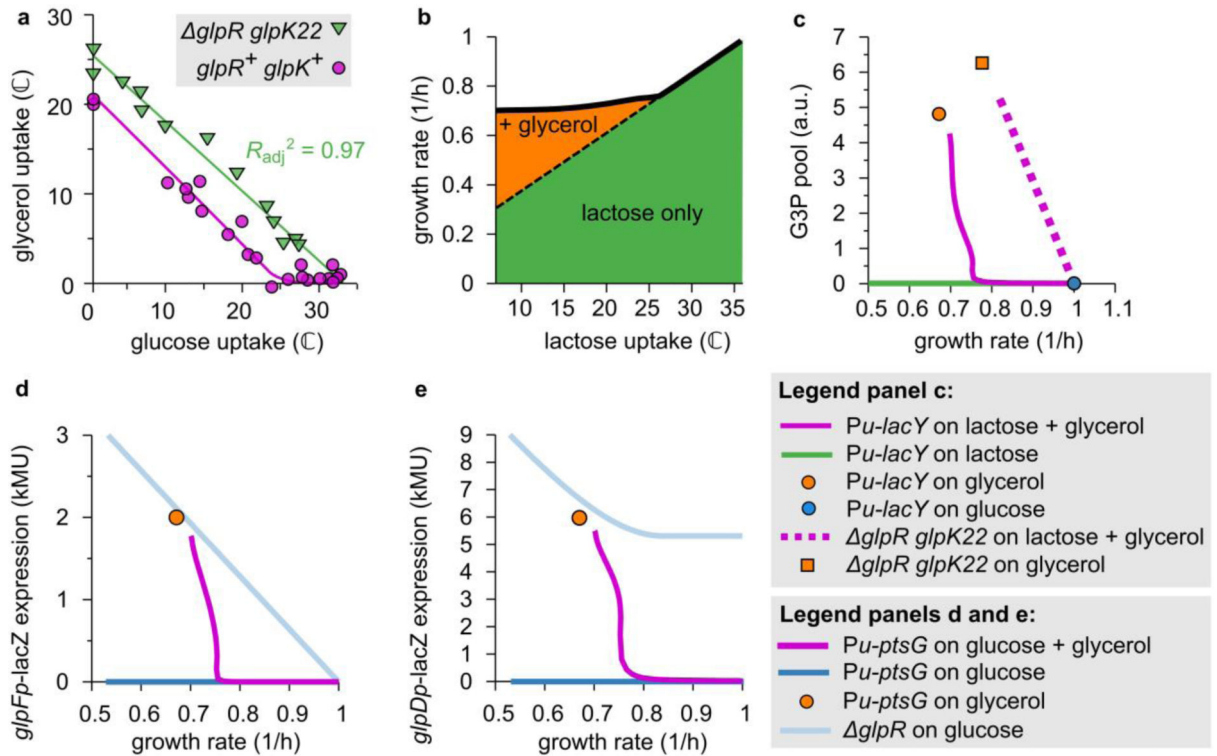 a
glycerol uptake (ℂ)
30
20
10
0
0 10 20 30
glucose uptake (ℂ)
ΔglpR glpK22
glpR+ glpK+
Radj2 = 0.97
b
growth rate (1/h)
1
0.8
0.6
0.4
0.2
0
10 15 20 25 30 35
lactose uptake (ℂ)
+ glycerol
lactose only
c
G3P pool (a.u.)
7
6
5
4
3
2
1
0
0.5 0.6 0.7 0.8 0.9 1 1.1
growth rate (1/h)
d
glpFp-lacZ expression (kMU)
3
2
1
0
0.5 0.6 0.7 0.8 0.9 1
growth rate (1/h)
e
glpDp-lacZ expression (kMU)
9
8
7
6
5
4
3
2
1
0
0.5 0.6 0.7 0.8 0.9 1
growth rate (1/h)
Legend panel c:
Pu-lacY on lactose + glycerol
Pu-lacY on lactose
Pu-lacY on glycerol
Pu-lacY on glucose
ΔglpR glpK22 on lactose + glycerol
ΔglpR glpK22 on glycerol
Legend panels d and e:
Pu-ptsG on glucose + glycerol
Pu-ptsG on glucose
Pu-ptsG on glycerol
ΔglpR on glucose